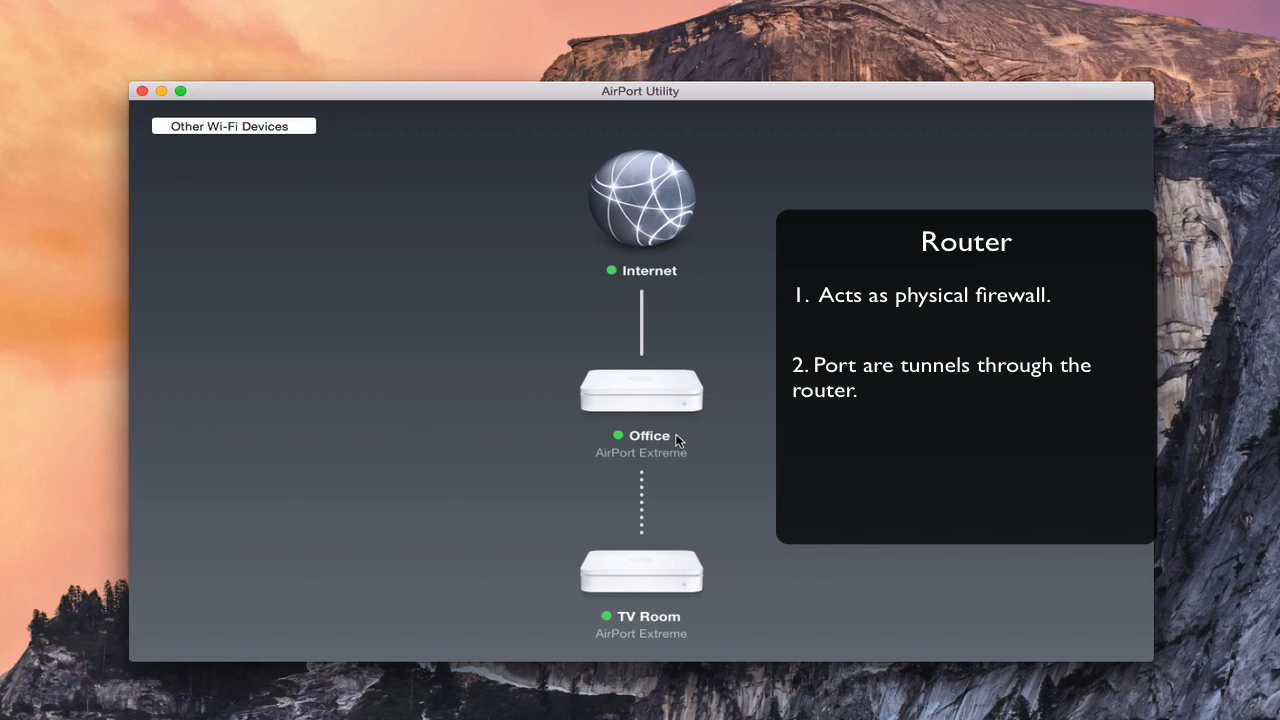 AirPort Utility
Other Wi-Fi Devices
Internet
Office
AirPort Extreme
TV Room
AirPort Extreme
Router
1. Acts as physical firewall.
2. Port are tunnels through the
router.